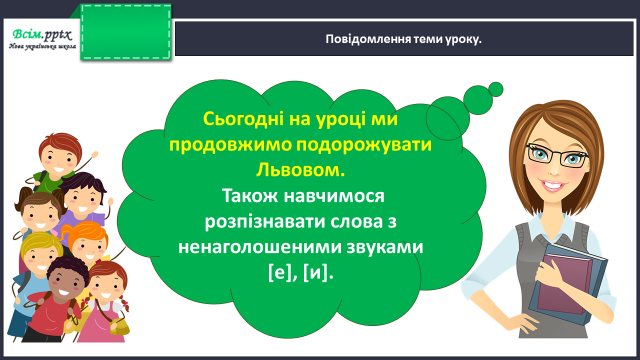 Всім.pptx
Нова українська школа
Повідомлення теми уроку.
Сьогодні на уроці ми
продовжимо подорожувати
Львовом.
Також навчимося
розпізнавати слова з
ненаголошеними звуками
[е], [и].